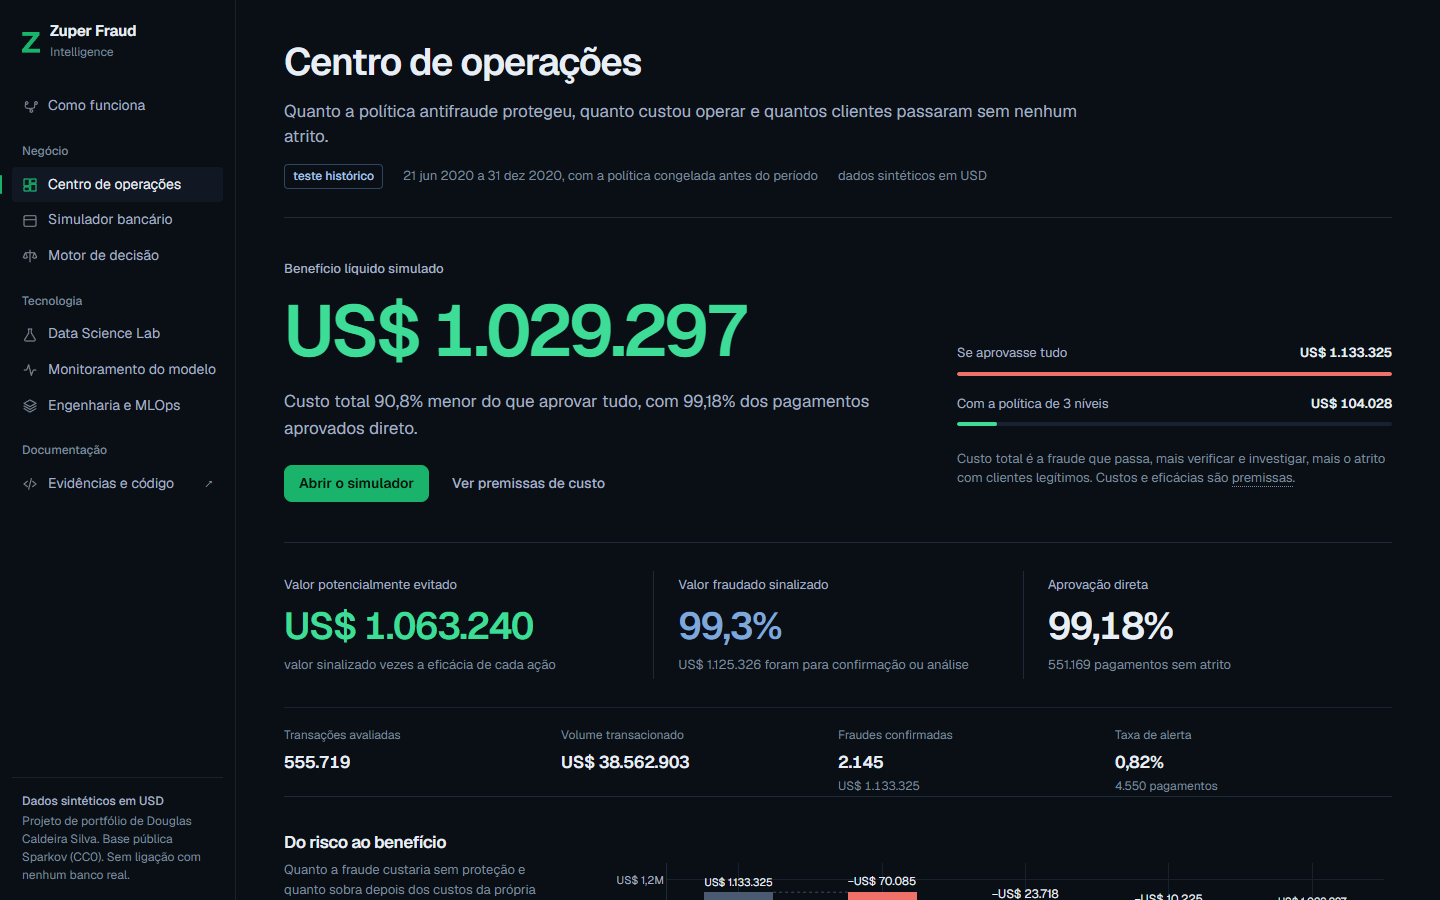 Zuper Fraud
Intelligence
Como funciona
Negócio
Centro de operações
Simulador bancário
Motor de decisão
Tecnologia
Data Science Lab
Monitoramento do modelo
Engenharia e MLOps
Documentação
Evidências e código ↗
Dados sintéticos em USD
Projeto de portfólio de Douglas
Caldeira Silva. Base pública
Sparkov (CC0). Sem ligação com
nenhum banco real.
Centro de operações
Quanto a política antifraude protegeu, quanto custou operar e quantos clientes passaram sem nenhum
atrito.
teste histórico 21 jun 2020 a 31 dez 2020, com a política congelada antes do período dados sintéticos em USD
Benefício líquido simulado
US$ 1.029.297
Custo total 90,8% menor do que aprovar tudo, com 99,18% dos pagamentos
aprovados direto.
Abrir o simulador Ver premissas de custo
Se aprovasse tudo US$ 1.133.325
Com a política de 3 níveis US$ 104.028
Custo total é a fraude que passa, mais verificar e investigar, mais o atrito
com clientes legítimos. Custos e eficácias são premissas.
Valor potencialmente evitado
US$ 1.063.240
valor sinalizado vezes a eficácia de cada ação
Valor fraudado sinalizado
99,3%
US$ 1.125.326 foram para confirmação ou análise
Aprovação direta
99,18%
551.169 pagamentos sem atrito
Transações avaliadas
555.719
Volume transacionado
US$ 38.562.903
Fraudes confirmadas
2.145
US$ 1.133.325
Taxa de alerta
0,82%
4.550 pagamentos
Do risco ao benefício
Quanto a fraude custaria sem proteção e
quanto sobra depois dos custos da própria
US$ 1,2M
US$ 1.133.325
−US$ 70.085
−US$ 23.718
−US$ 10.225